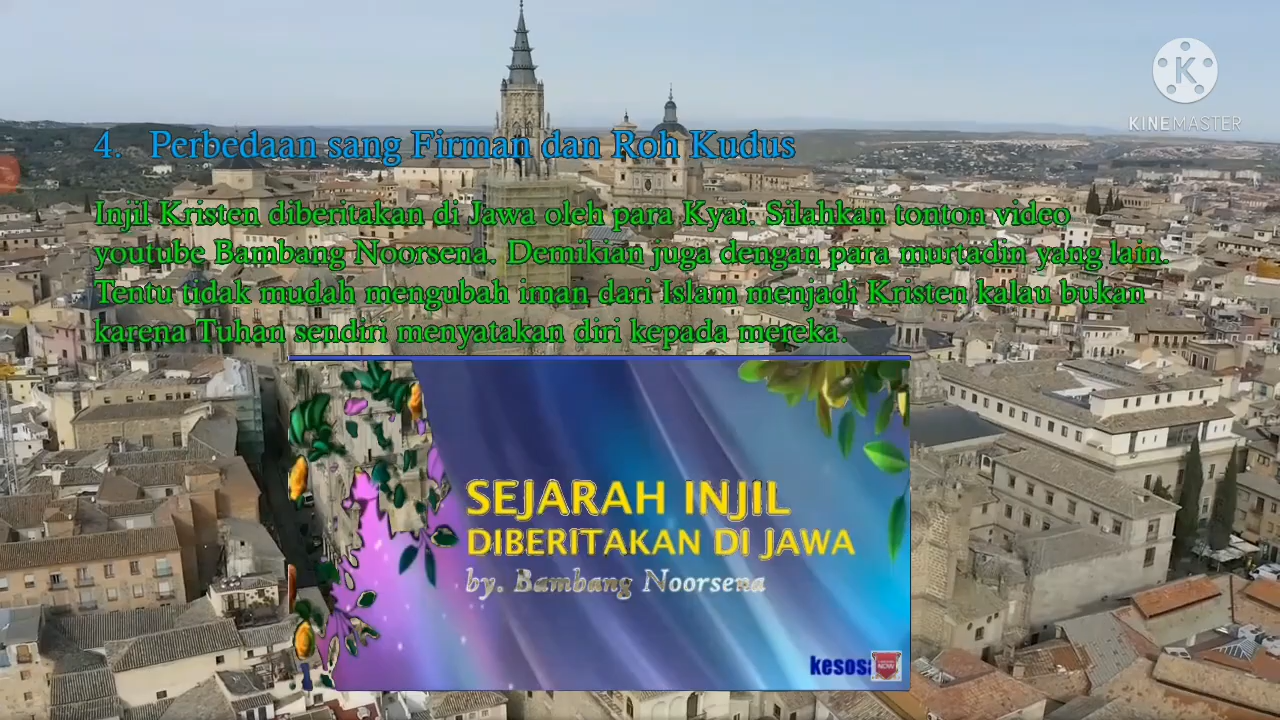 KINEMASTER
4. Perbedaan sang Firman dan Roh Kudus
Injil Kristen diberitakan di Jawa oleh para Kyai. Silahkan tonton video
youtube Bambang Noorsena. Demikian juga dengan para murtadin yang lain.
Tentu tidak mudah mengubah iman dari Islam menjadi Kristen kalau bukan
karena Tuhan sendiri menyatakan diri kepada mereka.
SEJARAH INJIL
DIBERITAKAN DI JAWA
by. Bambang Noorsena